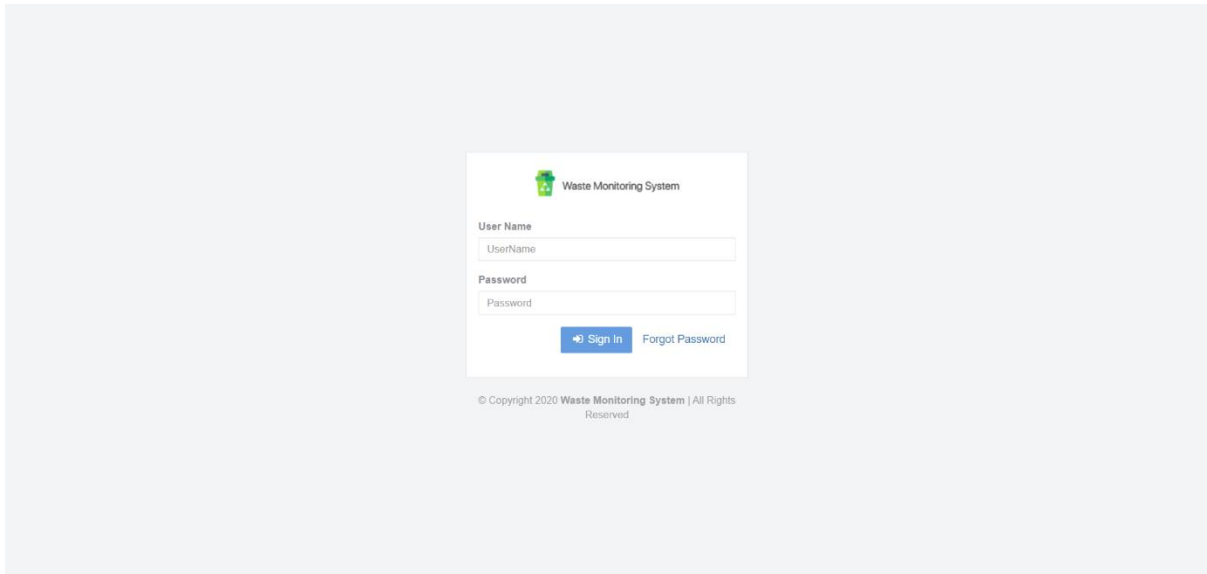 Waste Monitoring System
User Name
UserName
Password
Password
Sign In Forgot Password
© Copyright 2020 Waste Monitoring System | All Rights
Reserved